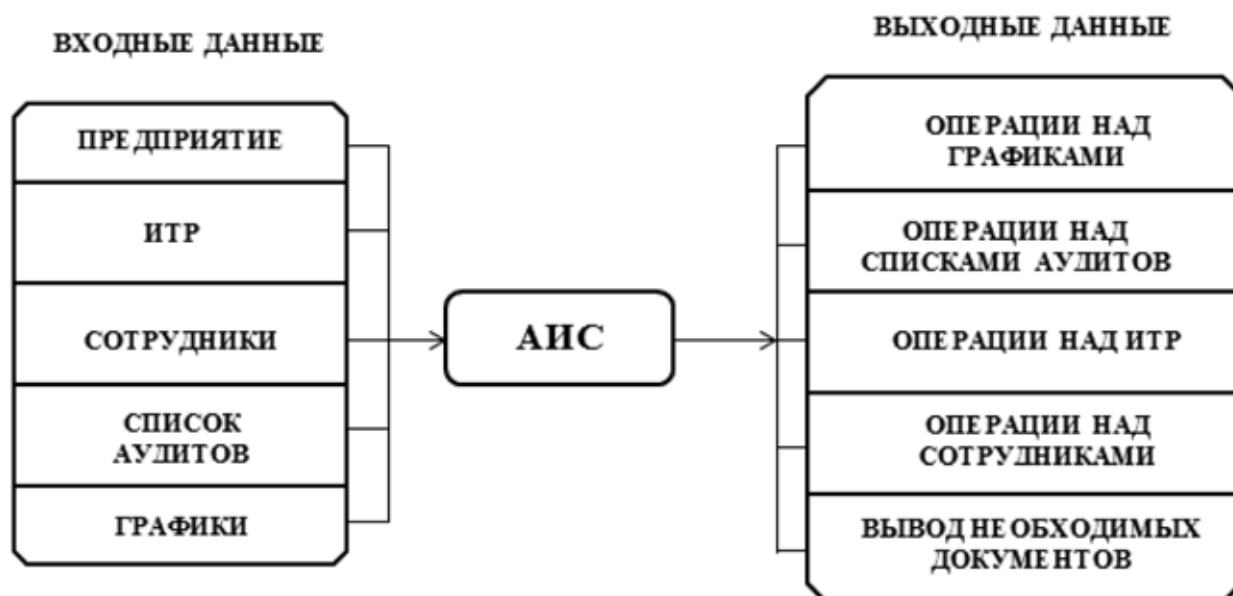 ВХОДНЫЕ ДАННЫЕ
ПРЕДПРИЯТИЕ
ИТР
СОТРУДНИКИ
СПИСОК
АУДИТОВ
ГРАФИКИ
АИС
ВЫХОДНЫЕ ДАННЫЕ
ОПЕРАЦИИ НАД
ГРАФИКАМИ
ОПЕРАЦИИ НАД
СПИСКАМИ АУДИТОВ
ОПЕРАЦИИ НАД ИТР
ОПЕРАЦИИ НАД
СОТРУДНИКАМИ
ВЫВОД НЕОБХОДИМЫХ
ДОКУМЕНТОВ